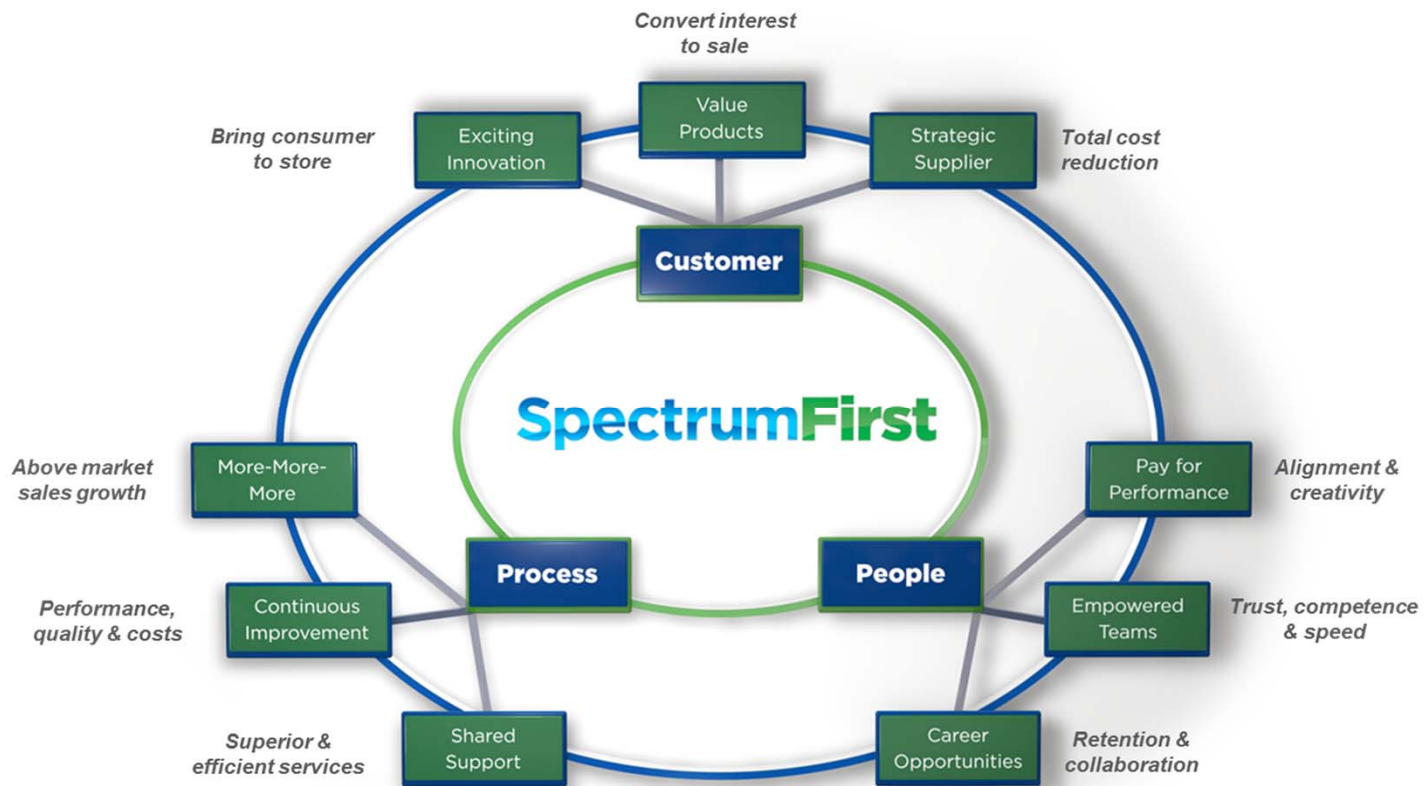 Convert interest
to sale
Bring consumer
to store
Exciting
Innovation
Value
Products
Strategic
Supplier
Total cost
reduction
Customer
SpectrumFirst
Above market
sales growth
More-More-
More
Pay for
Performance
Alignment &
creativity
Process
People
Performance,
quality & costs
Continuous
Improvement
Empowered
Teams
Trust, competence
& speed
Superior &
efficient services
Shared
Support
Career
Opportunities
Retention &
collaboration